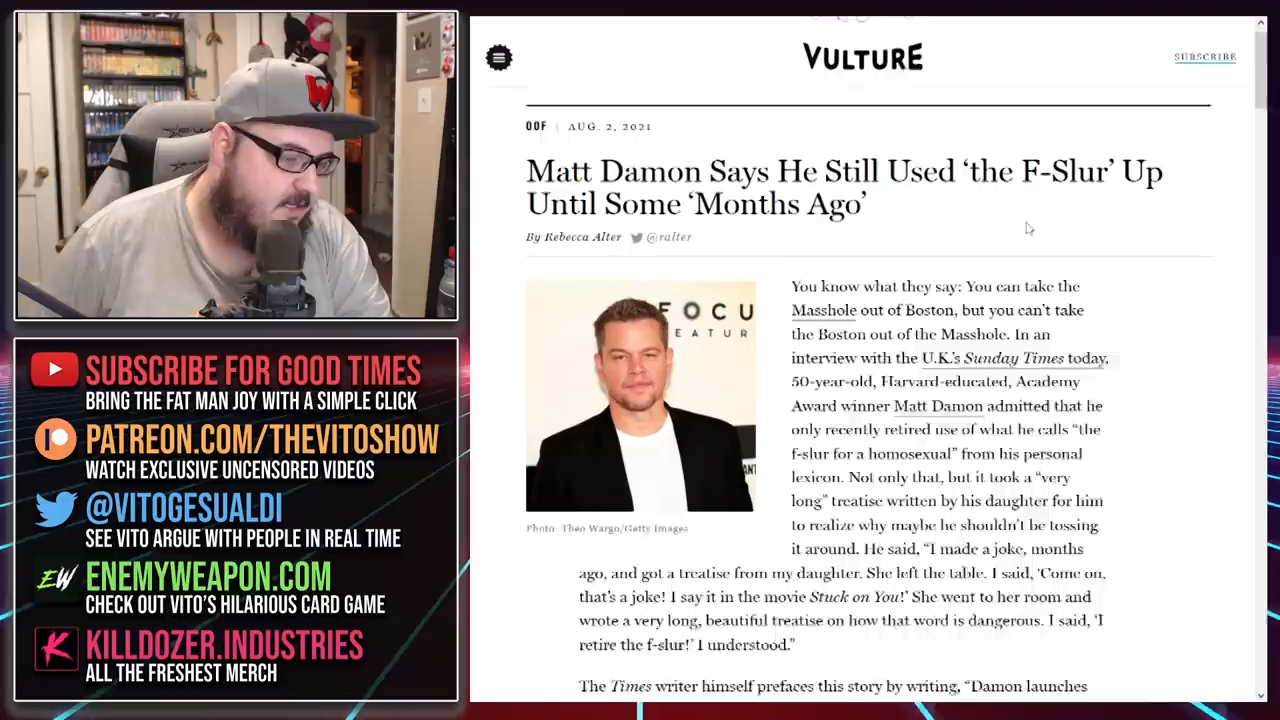 SUBSCRIBE FOR GOOD TIMES
BRING THE FAT MAN JOY WITH A SIMPLE CLICK
PATREON.COM/THEVITOSHOW
WATCH EXCLUSIVE UNCENSORED VIDEOS
@VITOGESUALDI
SEE VITO ARGUE WITH PEOPLE IN REAL TIME
EW ENEMYWEAPON.COM
CHECK OUT VITO'S HILARIOUS CARD GAME
K KILLDOZER.INDUSTRIES
ALL THE FRESHEST MERCH
VULTURE
SUBSCRIBE
OOF | AUG. 2, 2021
Matt Damon Says He Still Used ‘the F-Slur’ Up
Until Some ‘Months Ago’
By Rebecca Alter @ralter
FOCU
EATUR
Photo: Theo Wargo/Getty Images
You know what they say: You can take the
Masshole out of Boston, but you can’t take
the Boston out of the Masshole. In an
interview with the U.K.’s Sunday Times today,
50-year-old, Harvard-educated, Academy
Award winner Matt Damon admitted that he
only recently retired use of what he calls “the
f-slur for a homosexual” from his personal
lexicon. Not only that, but it took a “very
long” treatise written by his daughter for him
to realize why maybe he shouldn’t be tossing
it around. He said, “I made a joke, months
ago, and got a treatise from my daughter. She left the table. I said, ‘Come on,
that’s a joke! I say it in the movie Stuck on You!’ She went to her room and
wrote a very long, beautiful treatise on how that word is dangerous. I said, ‘I
retire the f-slur!’ I understood.”
The Times writer himself prefaces this story by writing, “Damon launches